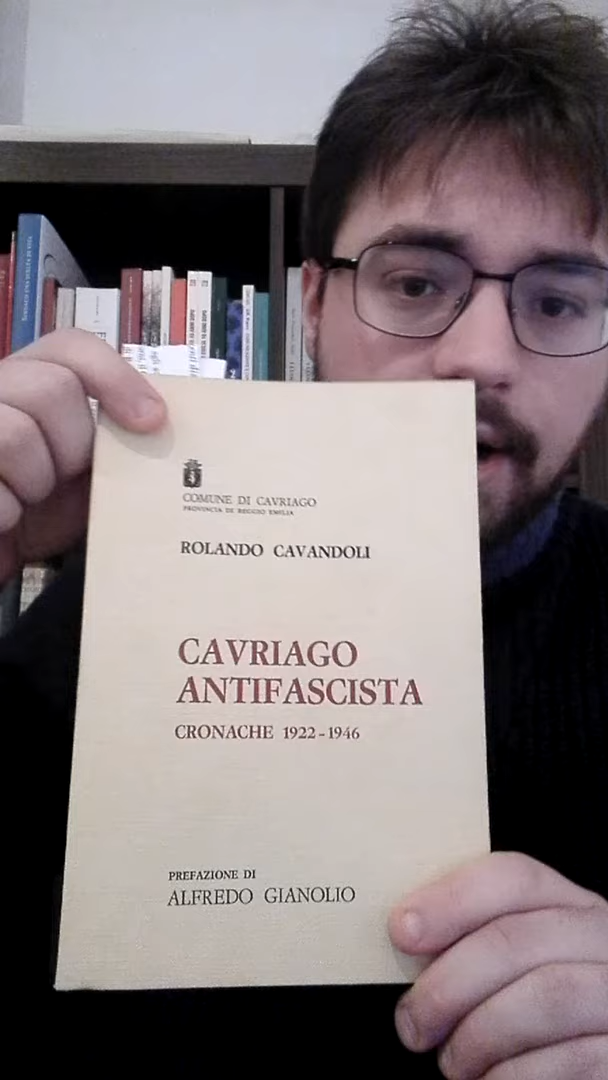 COMUNE DI CAVRIAGO
PROVINCIA DI REGGIO EMILIA
ROLANDO CAVANDOLI
CAVRIAGO
ANTIFASCISTA
CRONACHE 1922-1946
PREFAZIONE DI
ALFREDO GIANOLIO